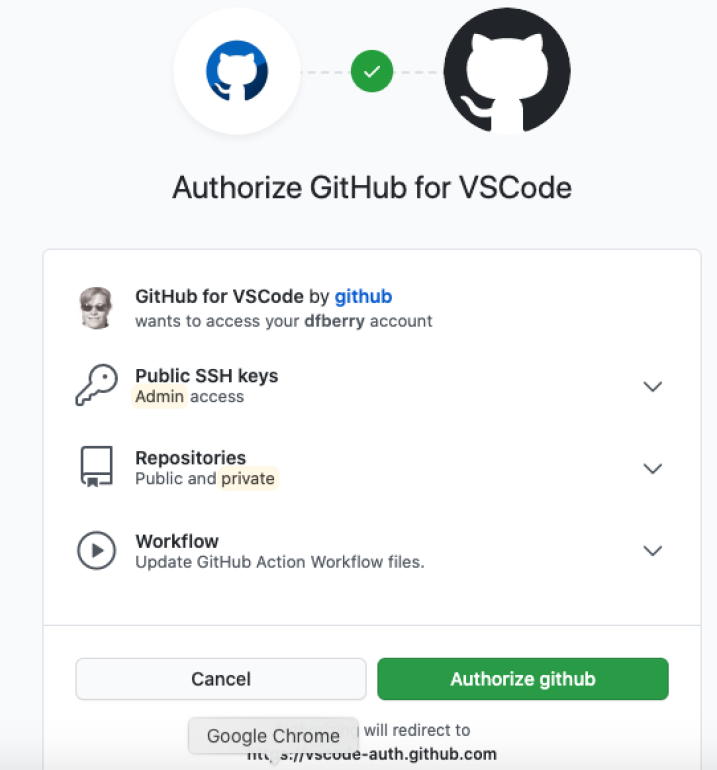 Authorize GitHub for VSCode
GitHub for VSCode by github
wants to access your dfberry account
Public SSH keys
Admin access
Repositories
Public and private
Workflow
Update GitHub Action Workflow files.
Cancel
Authorize github
will redirect to
Google Chrome
s://vscode-auth.github.com